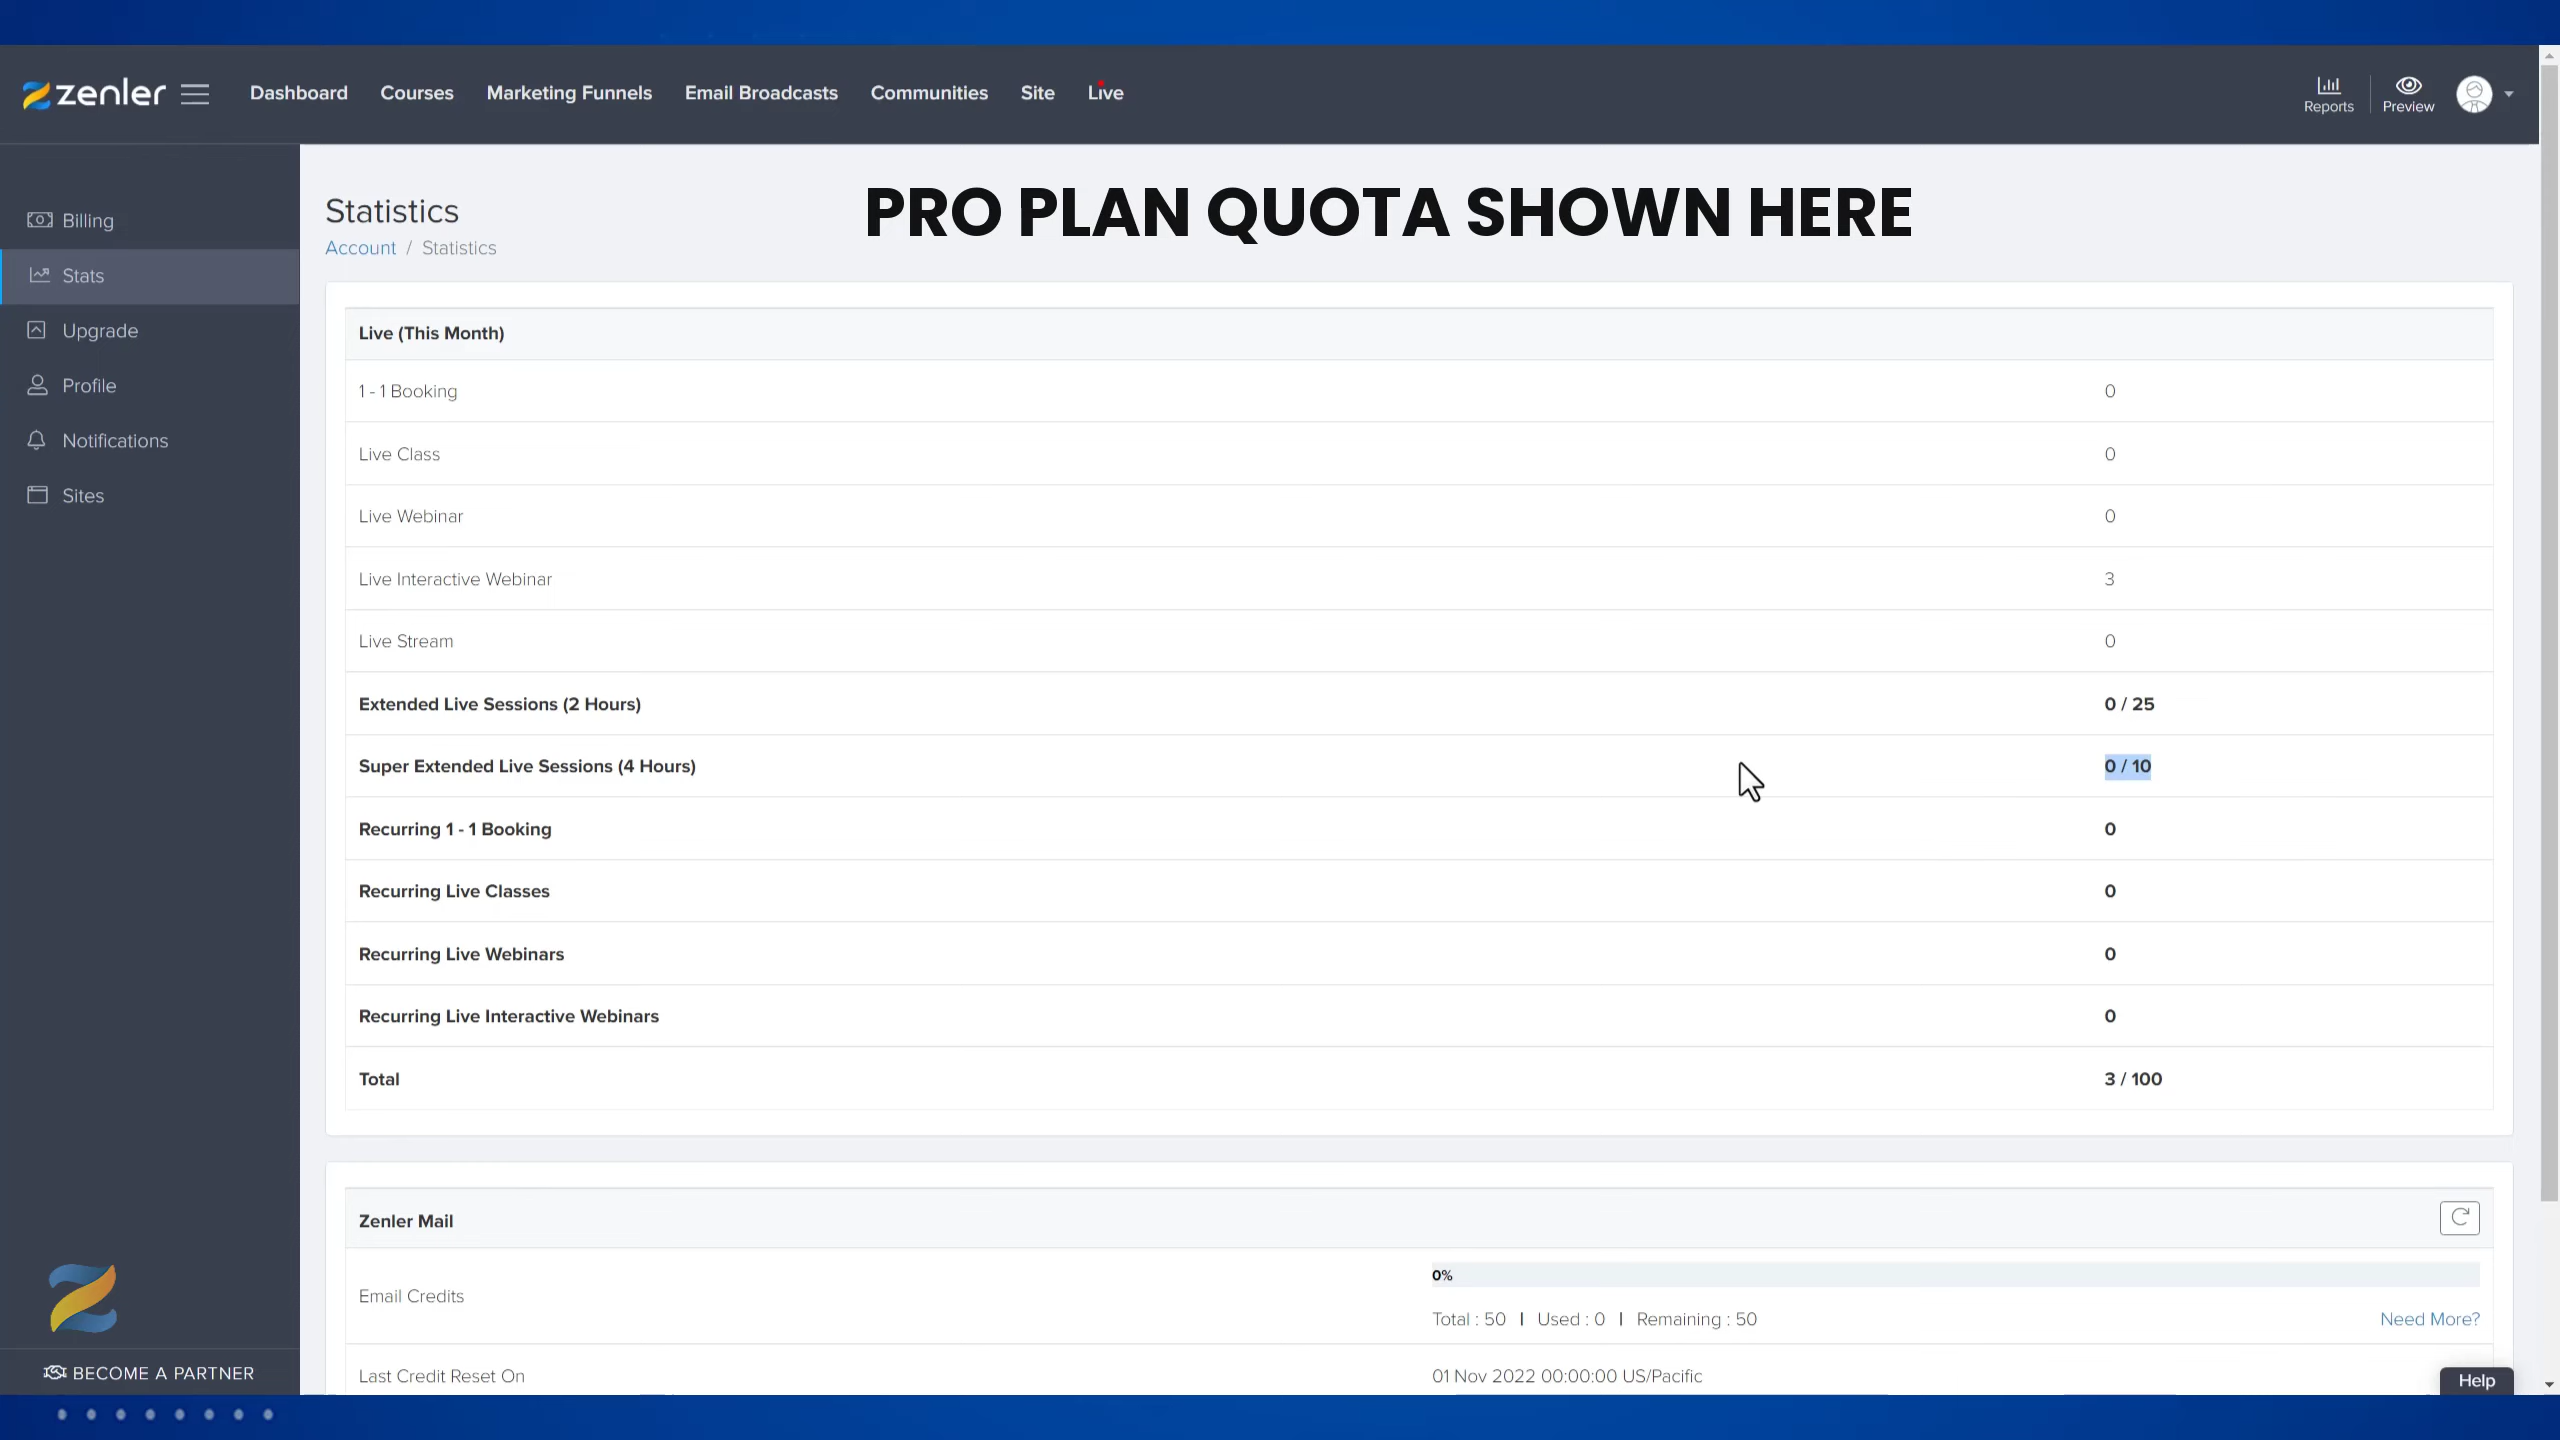 zenler
Dashboard
Courses
Marketing Funnels
Email Broadcasts
Communities
Site
Live
Reports
Preview
Billing
Stats
Upgrade
Profile
Notifications
Sites
BECOME A PARTNER
Statistics
PRO PLAN QUOTA SHOWN HERE
Account / Statistics
Live (This Month)
1 - 1 Booking 0
Live Class 0
Live Webinar 0
Live Interactive Webinar 3
Live Stream 0
Extended Live Sessions (2 Hours) 0 / 25
Super Extended Live Sessions (4 Hours) 0 / 10
Recurring 1 - 1 Booking 0
Recurring Live Classes 0
Recurring Live Webinars 0
Recurring Live Interactive Webinars 0
Total 3 / 100
Zenler Mail
0%
Email Credits
Total : 50 | Used : 0 | Remaining : 50 Need More?
Last Credit Reset On 01 Nov 2022 00:00:00 US/Pacific
Help